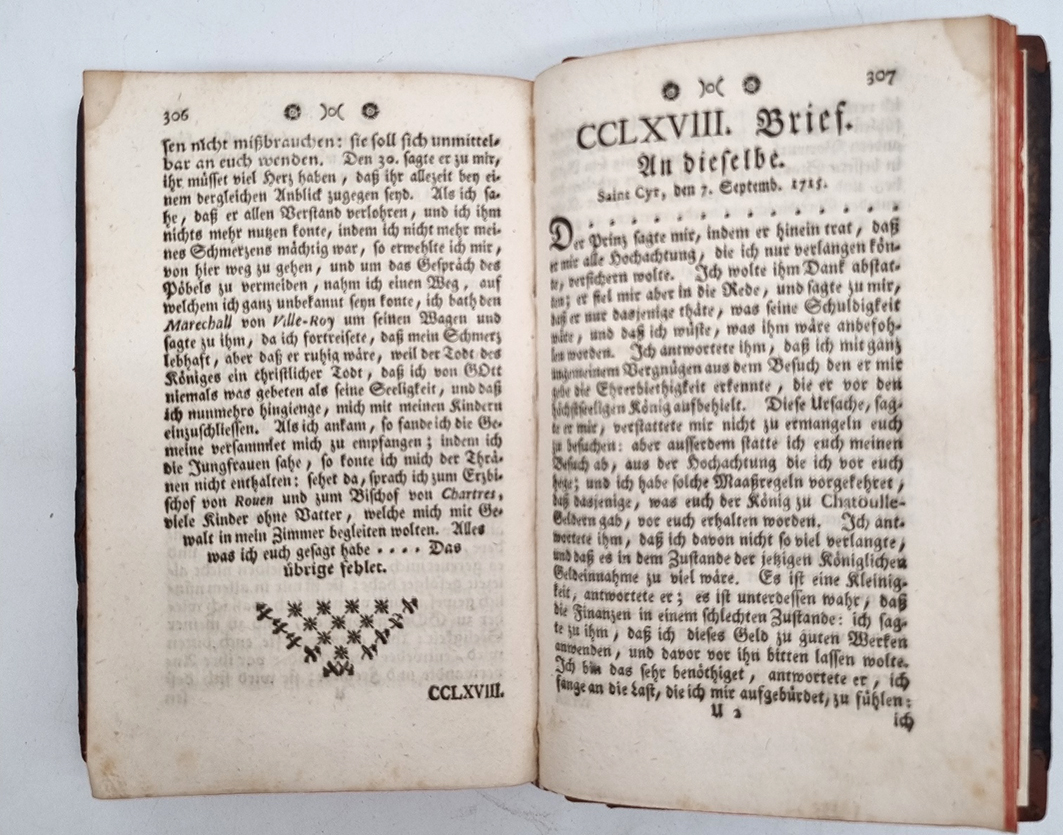 306
sen nicht mißbrauchen: sie soll sich unmittel-
bar an euch wenden. Den 30. sagte er zu mir,
ihr müsset viel Herz haben, daß ihr allezeit bey ei-
nem dergleichen Anblick zugegen seyd. Als ich sa-
he, daß er allen Verstand verlohren, und ich ihm
nichts mehr nutzen konte, indem ich nicht mehr mei-
nes Schmerzens mächtig war, so erwehlte ich mir,
von hier weg zu gehen, und um das Gespräch des
Pöbels zu vermeiden, nahm ich einen Weg, auf
welchem ich ganz unbekannt seyn konte, ich bath den
Marechall von Ville-Roy um seinen Wagen und
sagte zu ihm, da ich fortreisete, daß mein Schmerz
lebhaft, aber daß er ruhig wäre, weil der Todt des
Königes ein christlicher Todt, daß ich von GOtt
niemals was gebeten als seine Seeligkeit, und daß
ich nunmehro hingienge, mich mit meinen Kindern
einzuschliessen. Als ich ankam, so fande ich die Ge-
meine versammlet mich zu empfangen; indem ich
die Jungfrauen sahe, so konte ich mich der Thrä-
nen nicht enthalten: sehet da, sprach ich zum Erzbi-
schof von Rouen und zum Bischof von Chartres,
viele Kinder ohne Vatter, welche mich mit Ge-
walt in mein Zimmer begleiten wolten. Alles
was ich euch gesagt habe . . . . Das
übrige fehlet.
CCLXVIII.
307
CCLXVIII. Brief.
An dieselbe.
Saint Cyr, den 7. Septemb. 1715.
Der Prinz sagte mir, indem er hinein trat, daß
er mir alle Hochachtung, die ich nur verlangen kön-
te, versichern wolte. Ich wolte ihm Dank abstat-
ten; er fiel mir aber in die Rede, und sagte zu mir,
daß er nur dasjenige thäte, was seine Schuldigkeit
wäre, und daß ich wüste, was ihm wäre anbefoh-
len worden. Ich antwortete ihm, daß ich mit ganz
ungemeinem Vergnügen aus dem Besuch den er mir
gebe die Ehrerbiethigkeit erkennte, die er vor den
höchstseeligen König aufbehielt. Diese Ursache, sag-
te er mir, verstattete mir nicht zu ermangeln euch
zu besuchen: aber ausserdem statte ich euch meinen
Besuch ab, aus der Hochachtung die ich vor euch
hege; und ich habe solche Maaßregeln vorgekehret,
daß dasjenige, was euch der König zu Chatoulle-
Geldern gab, vor euch erhalten worden. Ich ant-
wortete ihm, daß ich davon nicht so viel verlangte,
und daß es in dem Zustande der jetzigen Königlichen
Geldeinnahme zu viel wäre. Es ist eine Kleinig-
keit, antwortete er; es ist unterdessen wahr, daß
die Finanzen in einem schlechten Zustande: ich sag-
te zu ihm, daß ich dieses Geld zu guten Werken
anwenden, und davor vor ihn bitten lassen wolte.
Ich bin das sehr benöthiget, antwortete er, ich
fange an die Last, die ich mir aufgebürdet, zu fühlen:
U 2
ich